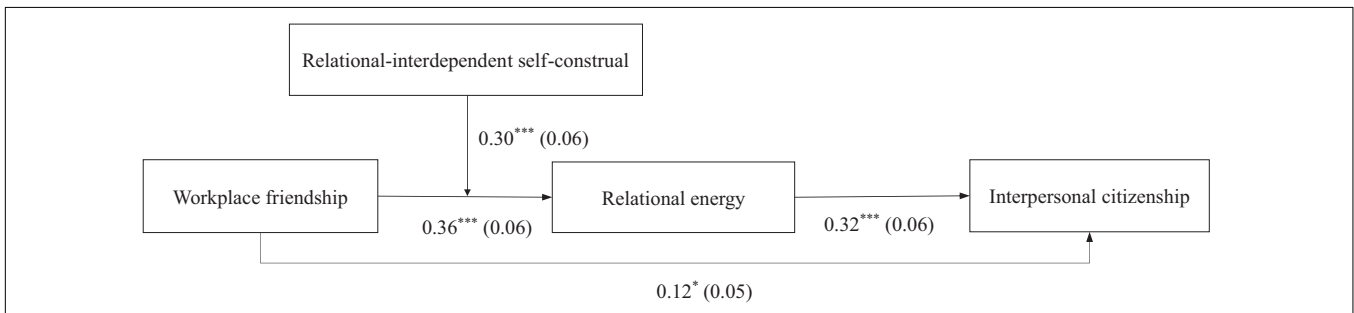 Relational-interdependent self-construal
0.30*** (0.06)
Workplace friendship
Relational energy
Interpersonal citizenship
0.36*** (0.06)
0.32*** (0.06)
0.12* (0.05)